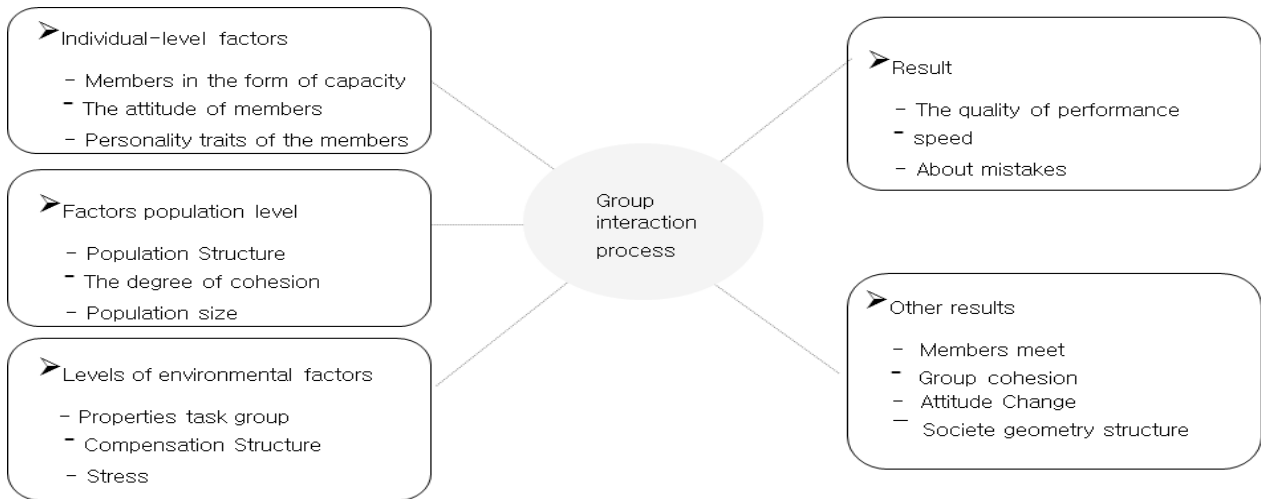 ➢Individual-level factors
- Members in the form of capacity
- The attitude of members
- Personality traits of the members
➢Factors population level
- Population Structure
- The degree of cohesion
- Population size
➢Levels of environmental factors
- Properties task group
- Compensation Structure
- Stress
Group
interaction
process
➢Result
- The quality of performance
- speed
- About mistakes
➢Other results
- Members meet
- Group cohesion
- Attitude Change
- Societe geometry structure